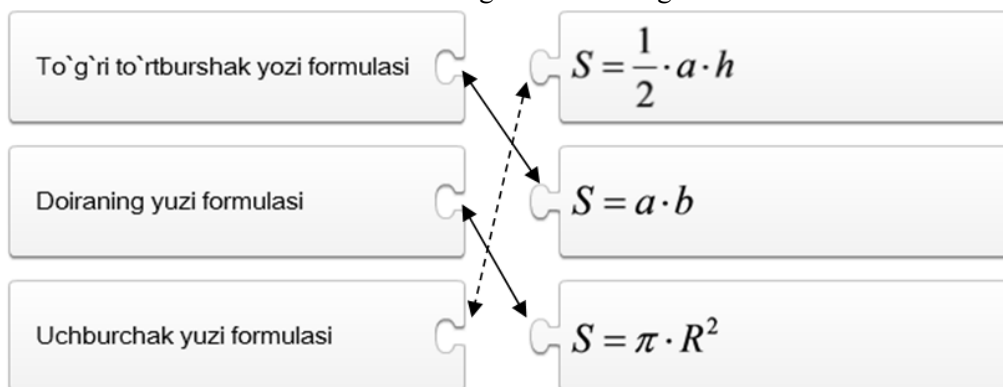 To`g`ri to`rtburshak yozi formulasi
S = 1/2 · a · h
Doiraning yuzi formulasi
S = a · b
Uchburchak yuzi formulasi
S = π · R²